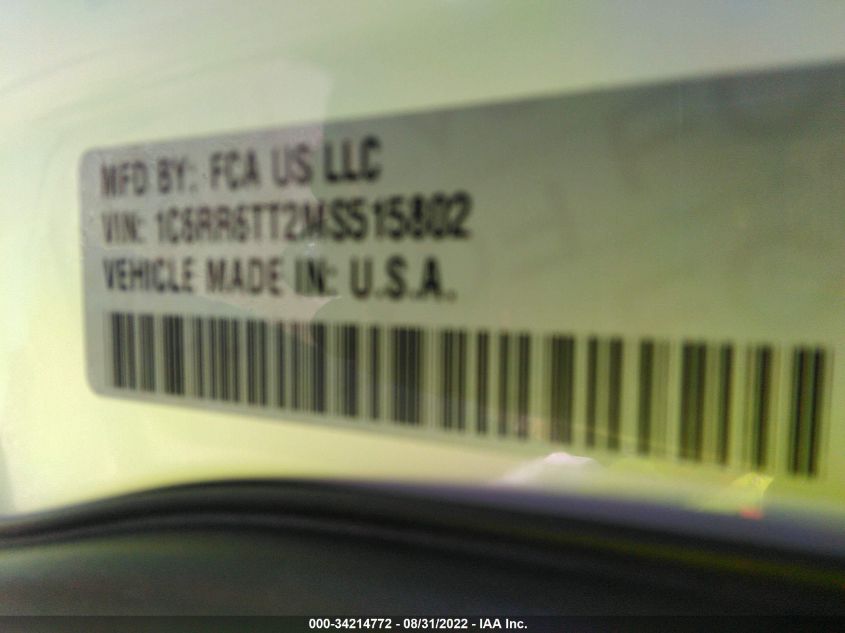 MFD BY: FCA US LLC
VIN: 1C6RR6TT2MS515802
VEHICLE MADE IN: U.S.A.
000-34214772 - 08/31/2022 - IAA Inc.